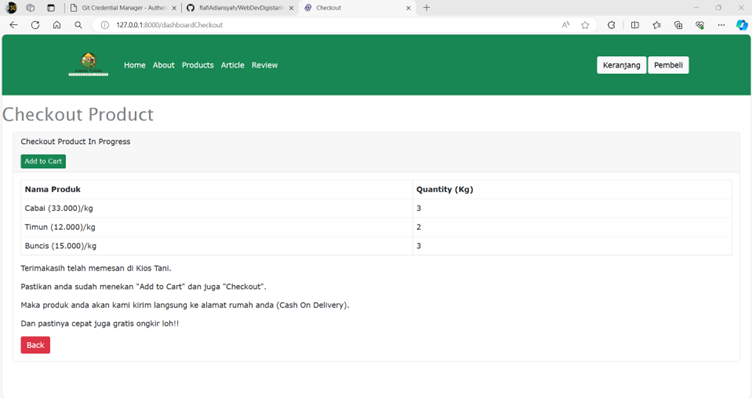 Git Credential Manager - Authen
RafiAdiansyah/WebDevDigistar
Checkout
127.0.0.1:8000/dashboardCheckout
Home About Products Article Review
Keranjang Pembeli
Checkout Product
Checkout Product In Progress
Add to Cart
Nama Produk Quantity (Kg)
Cabai (33.000)/kg 3
Timun (12.000)/kg 2
Buncis (15.000)/kg 3
Terimakasih telah memesan di Kios Tani.
Pastikan anda sudah menekan "Add to Cart" dan juga "Checkout".
Maka produk anda akan kami kirim langsung ke alamat rumah anda (Cash On Delivery).
Dan pastinya cepat juga gratis ongkir loh!!
Back